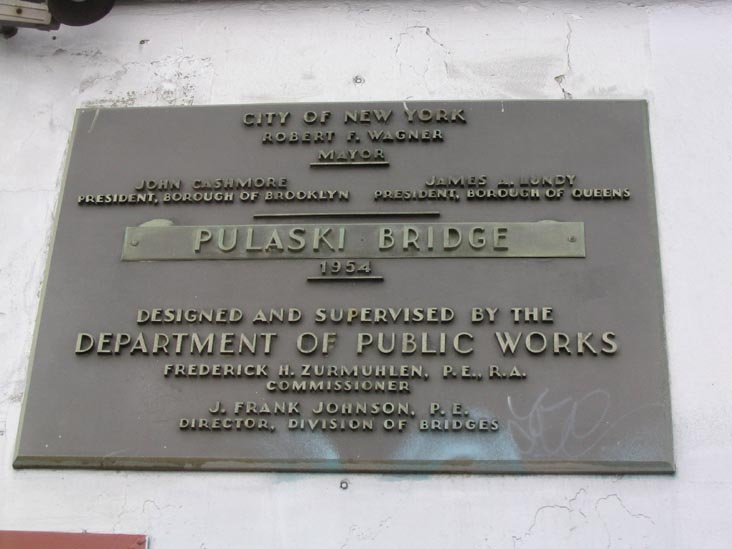 CITY OF NEW YORK
ROBERT F. WAGNER
MAYOR
JOHN CASHMORE
PRESIDENT, BOROUGH OF BROOKLYN
JAMES A. LUNDY
PRESIDENT, BOROUGH OF QUEENS
PULASKI BRIDGE
1954
DESIGNED AND SUPERVISED BY THE
DEPARTMENT OF PUBLIC WORKS
FREDERICK H. ZURMUHLEN, P.E., R.A.
COMMISSIONER
J. FRANK JOHNSON, P.E.
DIRECTOR, DIVISION OF BRIDGES